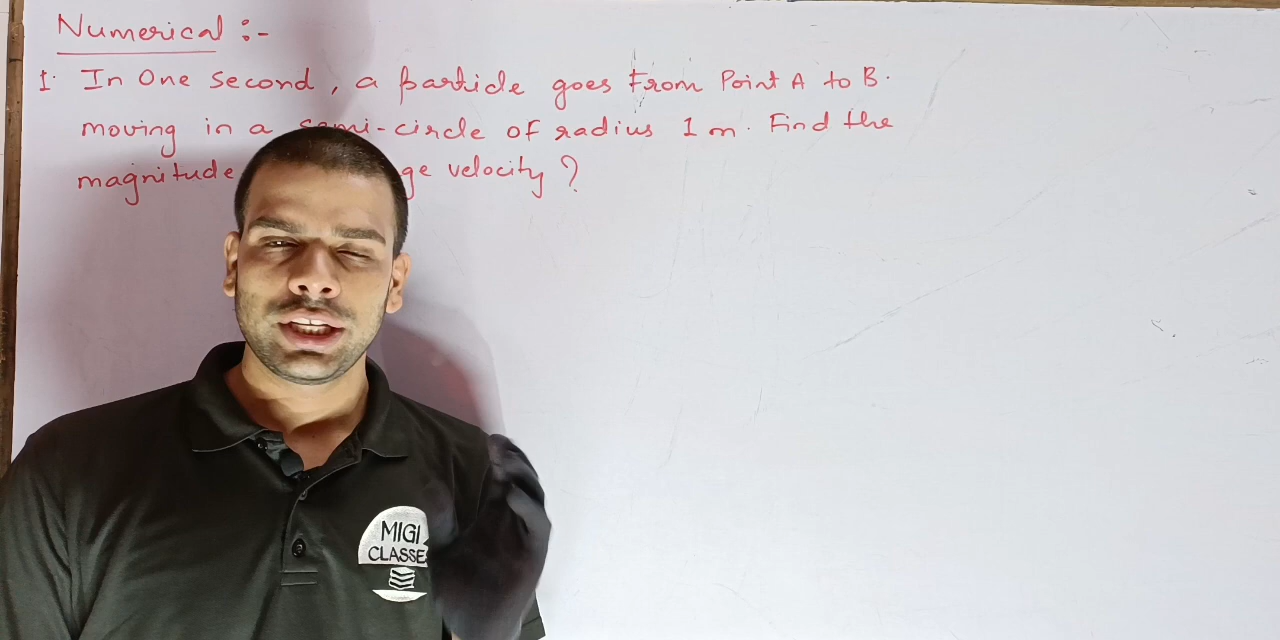 Numerical :-
1. In One second, a particle goes from Point A to B.
moving in a semi-circle of radius 1 m. Find the
magnitude ge velocity ?
MIGI
CLASSE